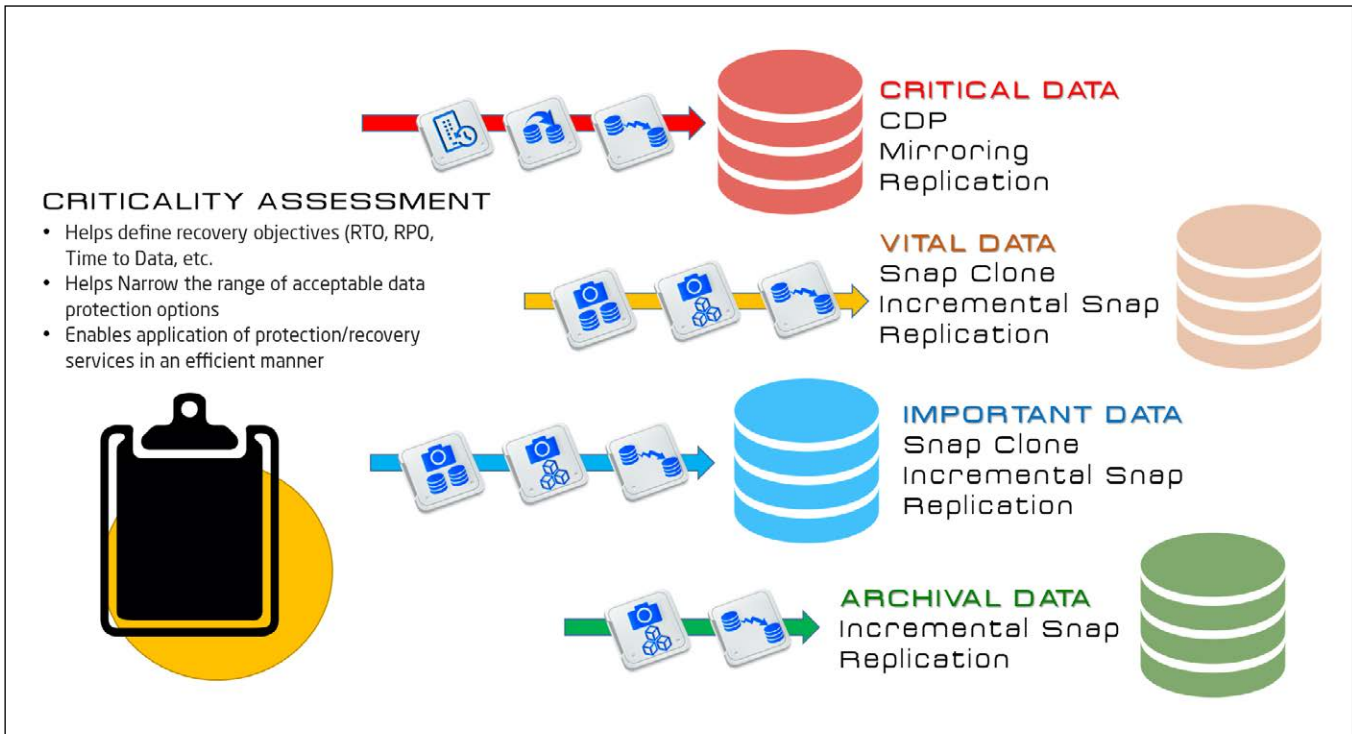 CRITICALITY ASSESSMENT
• Helps define recovery objectives (RTO, RPO,
Time to Data, etc.
• Helps Narrow the range of acceptable data
protection options
• Enables application of protection/recovery
services in an efficient manner
CRITICAL DATA
CDP
Mirroring
Replication
VITAL DATA
Snap Clone
Incremental Snap
Replication
IMPORTANT DATA
Snap Clone
Incremental Snap
Replication
ARCHIVAL DATA
Incremental Snap
Replication